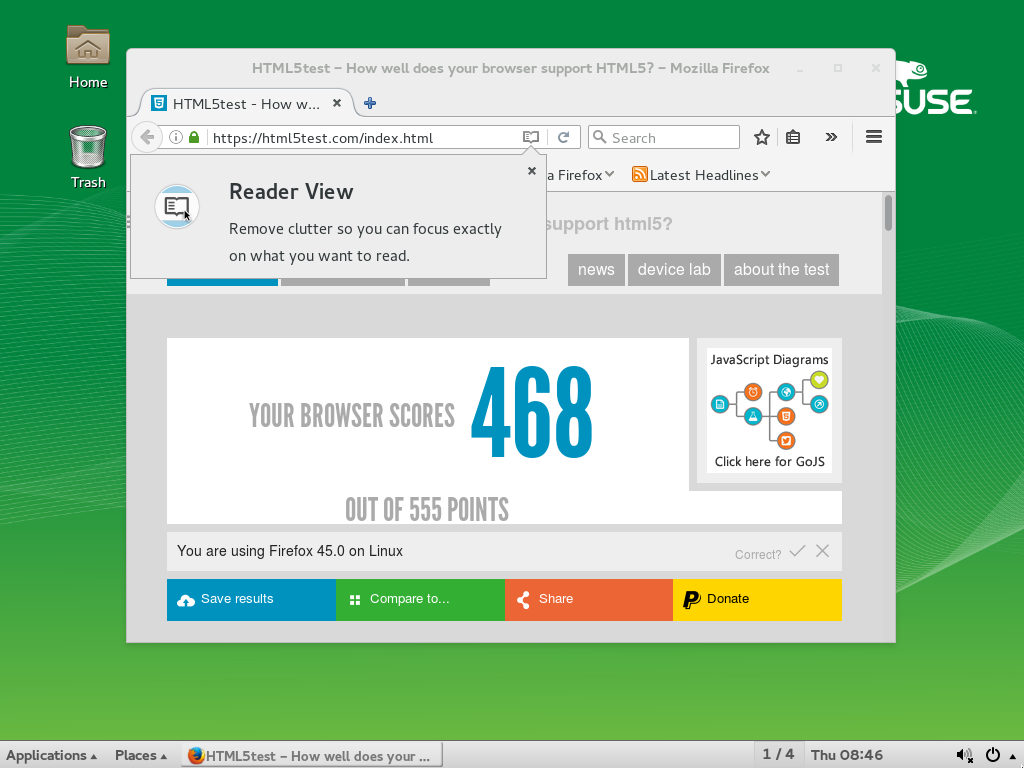 Home
Trash
SUSE
HTML5test – How well does your browser support HTML5? – Mozilla Firefox
HTML5test - How w...
https://html5test.com/index.html
Search
a Firefox
Latest Headlines
Reader View
Remove clutter so you can focus exactly
on what you want to read.
support html5?
news
device lab
about the test
YOUR BROWSER SCORES 468
OUT OF 555 POINTS
JavaScript Diagrams
Click here for GoJS
You are using Firefox 45.0 on Linux
Correct?
Save results
Compare to...
Share
Donate
Applications
Places
HTML5test – How well does your ...
1 / 4
Thu 08:46